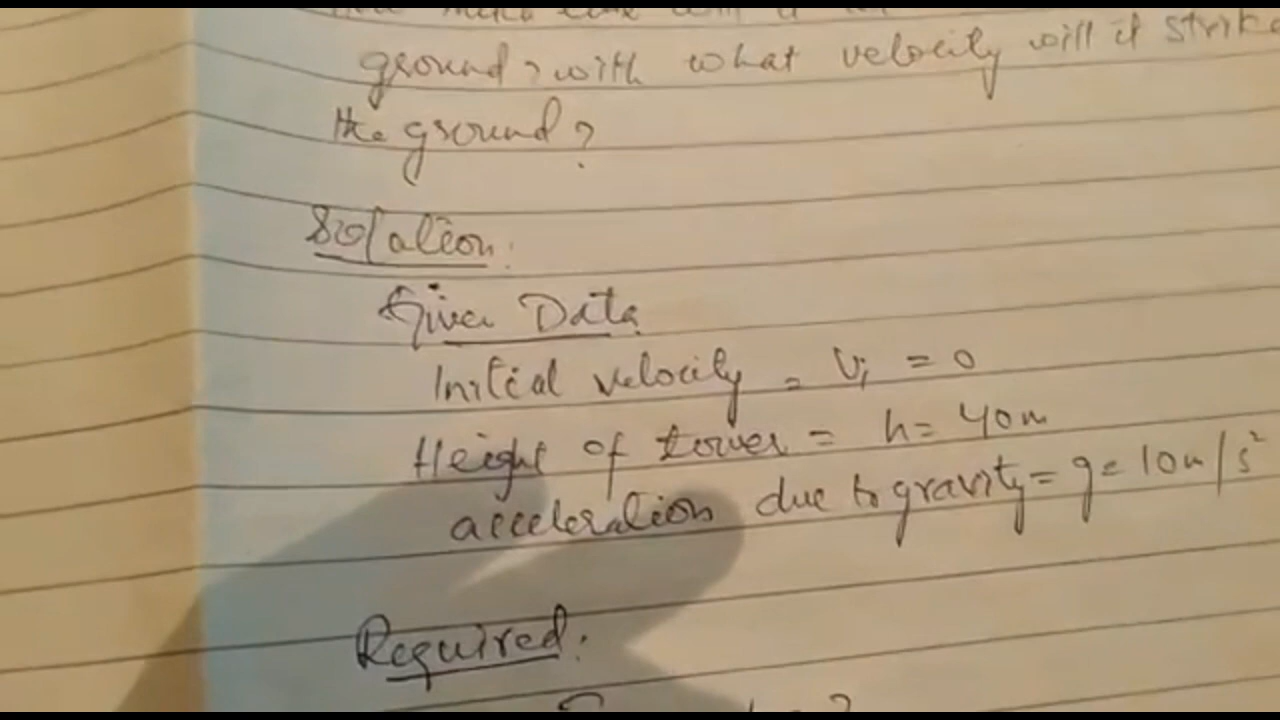 ground, with what velocity will it strike
the ground?
Solation.
Given Data
Initial velocity = Vi = 0
Height of tower = h = 40m
acceleration due to gravity = g = 10m/s²
Required.